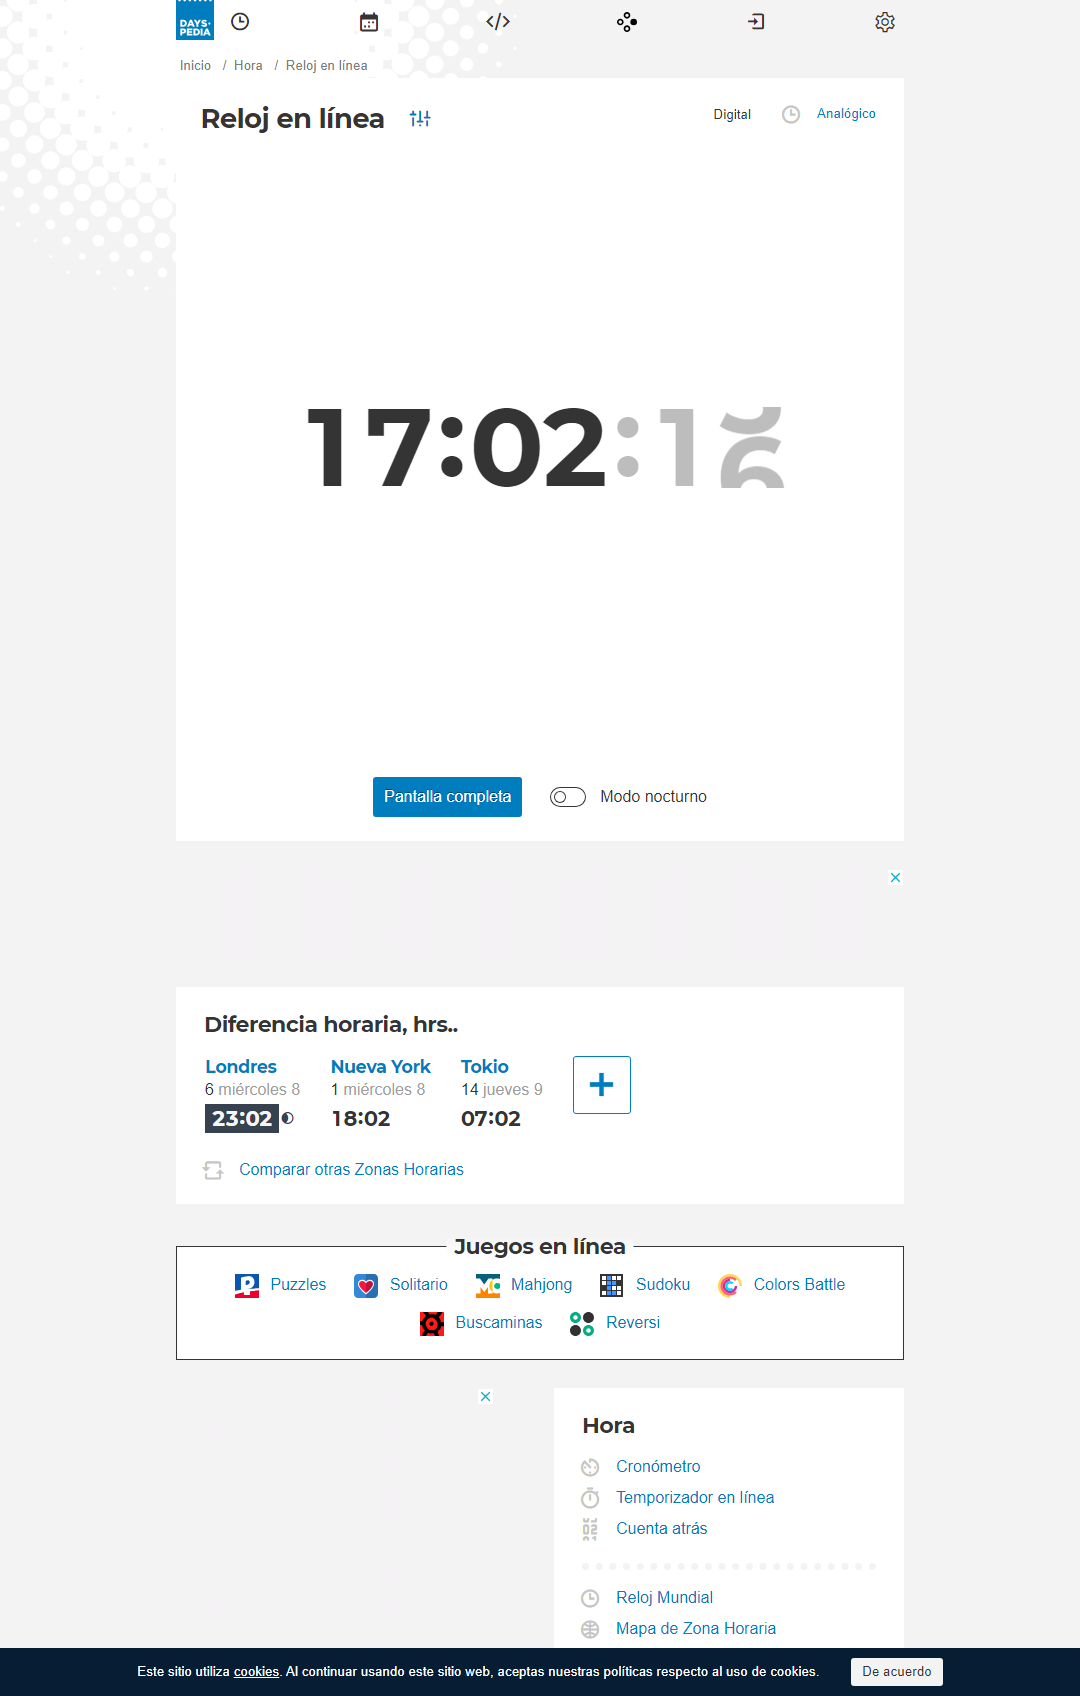 DAYS·
PEDIA
Inicio / Hora / Reloj en línea
Reloj en línea
Digital
Analógico
17:02:16
Pantalla completa
Modo nocturno
Diferencia horaria, hrs..
Londres
6 miércoles 8
23:02
Nueva York
1 miércoles 8
18:02
Tokio
14 jueves 9
07:02
Comparar otras Zonas Horarias
Juegos en línea
Puzzles
Solitario
Mahjong
Sudoku
Colors Battle
Buscaminas
Reversi
Hora
Cronómetro
Temporizador en línea
Cuenta atrás
Reloj Mundial
Mapa de Zona Horaria
Este sitio utiliza cookies. Al continuar usando este sitio web, aceptas nuestras políticas respecto al uso de cookies.
De acuerdo